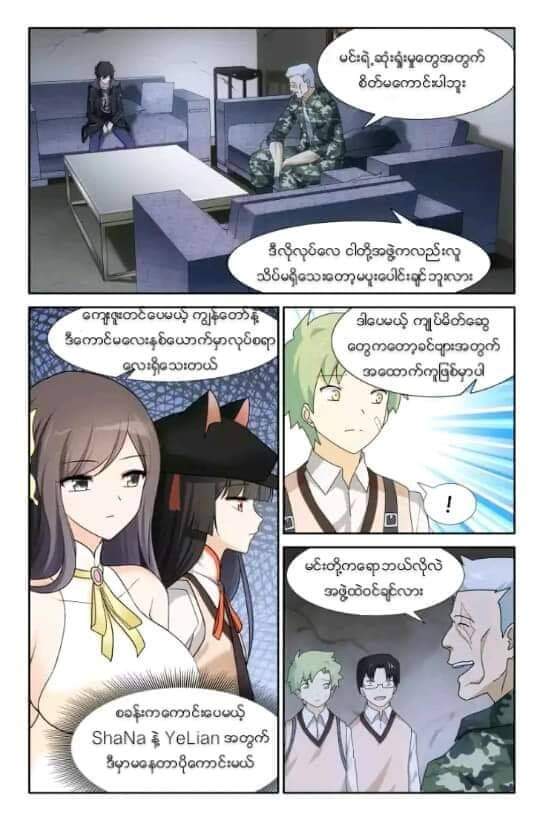 မင်းရဲ့ဆုံးရှုံးမှုတွေအတွက်
စိတ်မကောင်းပါဘူး
ဒီလိုလုပ်လေ ငါတို့အဖွဲ့ကလည်းလူ
သိပ်မရှိသေးတော့မပူးပေါင်းချင်ဘူးလား
ကျေးဇူးတင်ပေမယ့် ကျွန်တော်နဲ့
ဒီကောင်မလေးနှစ်ယောက်မှာလုပ်စရာ
လေးရှိသေးတယ်
ဒါပေမယ့် ကျုပ်မိတ်ဆွေ
တွေကတော့ခင်ဗျားအတွက်
အထောက်ကူဖြစ်မှာပါ
!
မင်းတို့ကရောဘယ်လိုလဲ
အဖွဲ့ထဲဝင်ချင်လား
စခန်းကကောင်းပေမယ့်
ShaNa နဲ့ YeLian အတွက်
ဒီမှာမနေတာပိုကောင်းမယ်